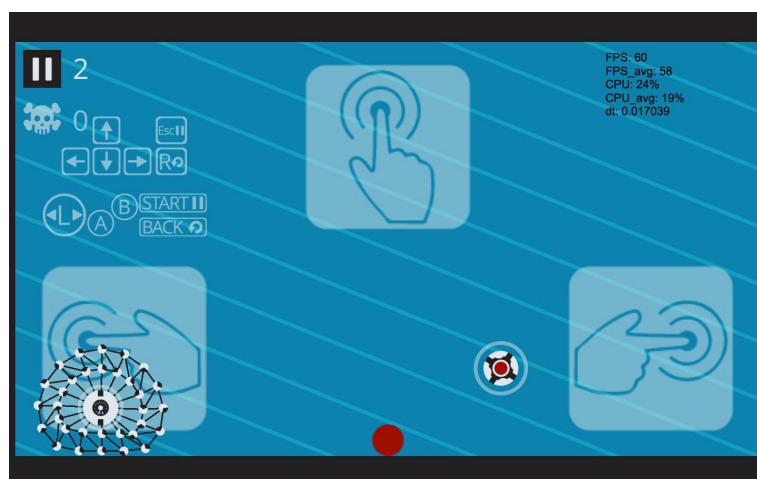 2
FPS: 60
FPS_avg: 58
CPU: 24%
CPU_avg: 19%
dt: 0.017039
0
Esc
R
L
A
B
START
BACK